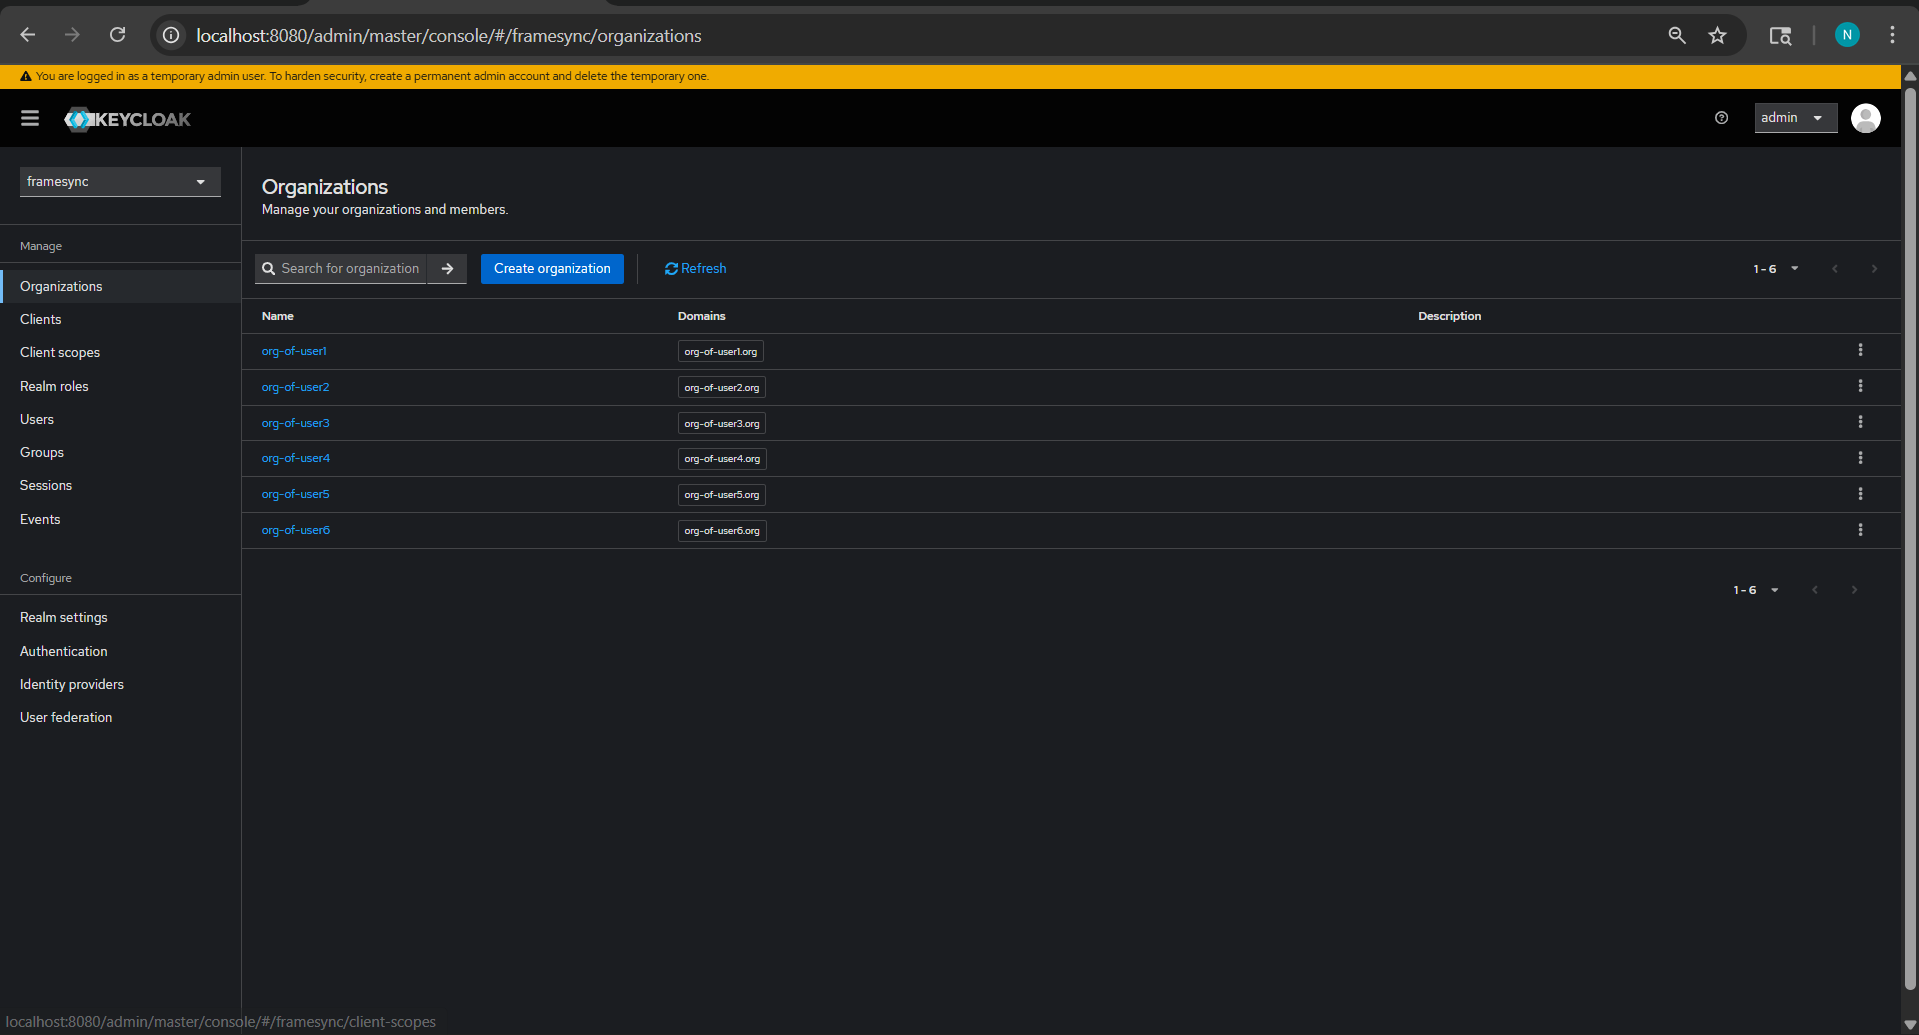 localhost:8080/admin/master/console/#/framesync/organizations
N
You are logged in as a temporary admin user. To harden security, create a permanent admin account and delete the temporary one.
KEYCLOAK
admin
framesync
Manage
Organizations
Clients
Client scopes
Realm roles
Users
Groups
Sessions
Events
Configure
Realm settings
Authentication
Identity providers
User federation
Organizations
Manage your organizations and members.
Search for organization
Create organization
Refresh
1 - 6
Name Domains Description
org-of-user1 org-of-user1.org
org-of-user2 org-of-user2.org
org-of-user3 org-of-user3.org
org-of-user4 org-of-user4.org
org-of-user5 org-of-user5.org
org-of-user6 org-of-user6.org
1 - 6
localhost:8080/admin/master/console/#/framesync/client-scopes